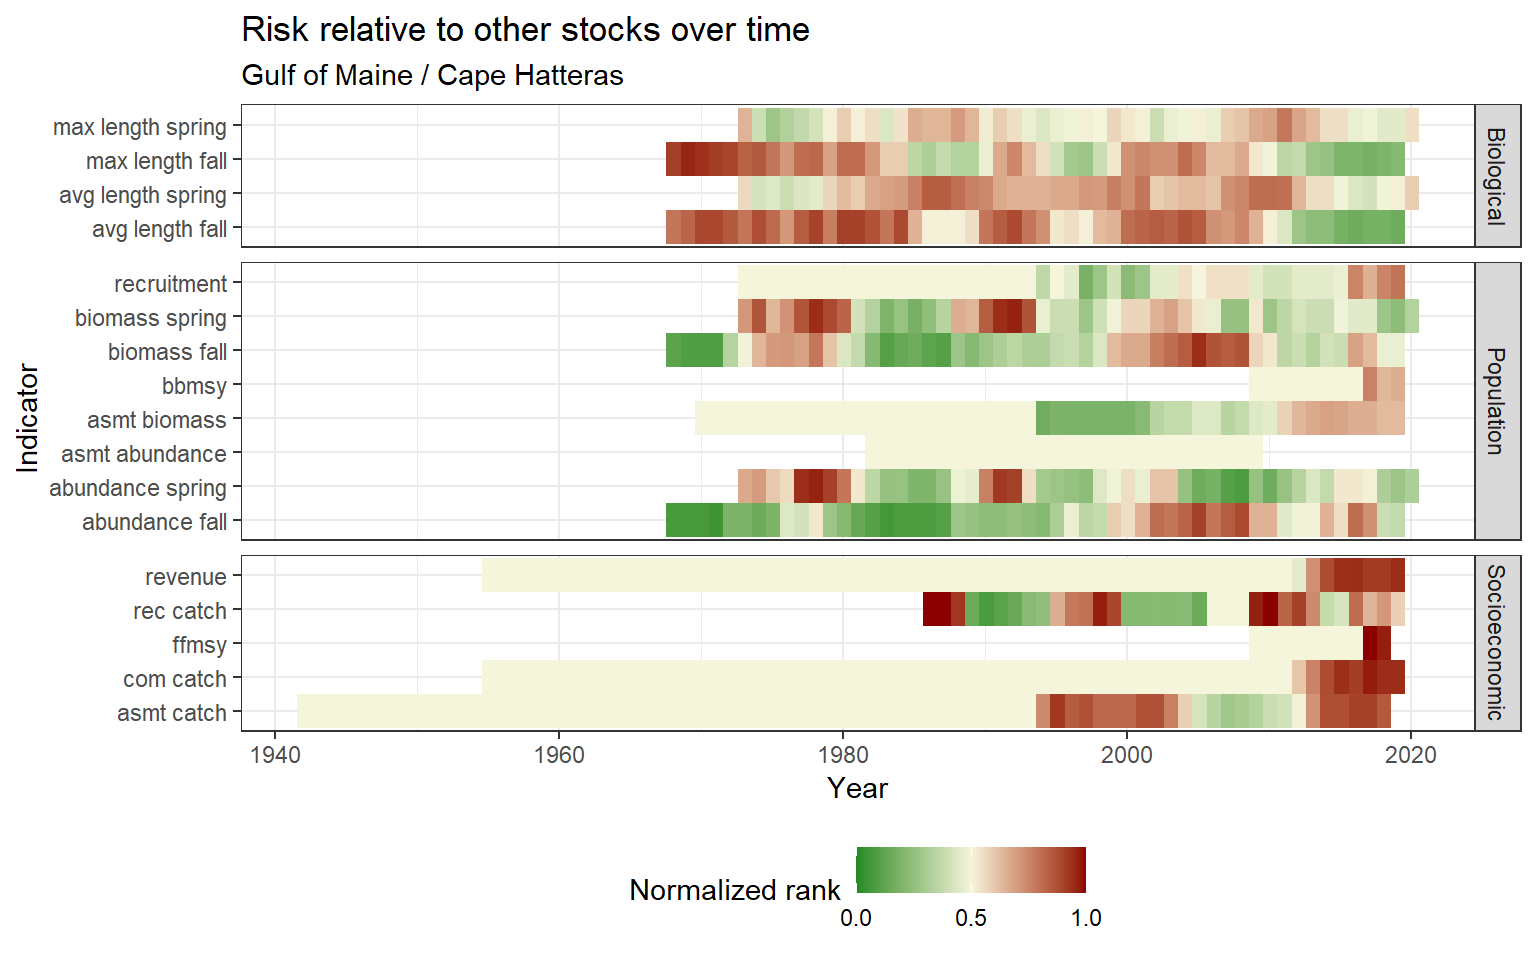 Risk relative to other stocks over time
Gulf of Maine / Cape Hatteras
max length spring
max length fall
avg length spring
avg length fall
Biological
recruitment
biomass spring
biomass fall
bbmsy
asmt biomass
asmt abundance
abundance spring
abundance fall
Population
revenue
rec catch
ffmsy
com catch
asmt catch
Socioeconomic
Indicator
1940 1960 1980 2000 2020
Year
Normalized rank
0.0 0.5 1.0